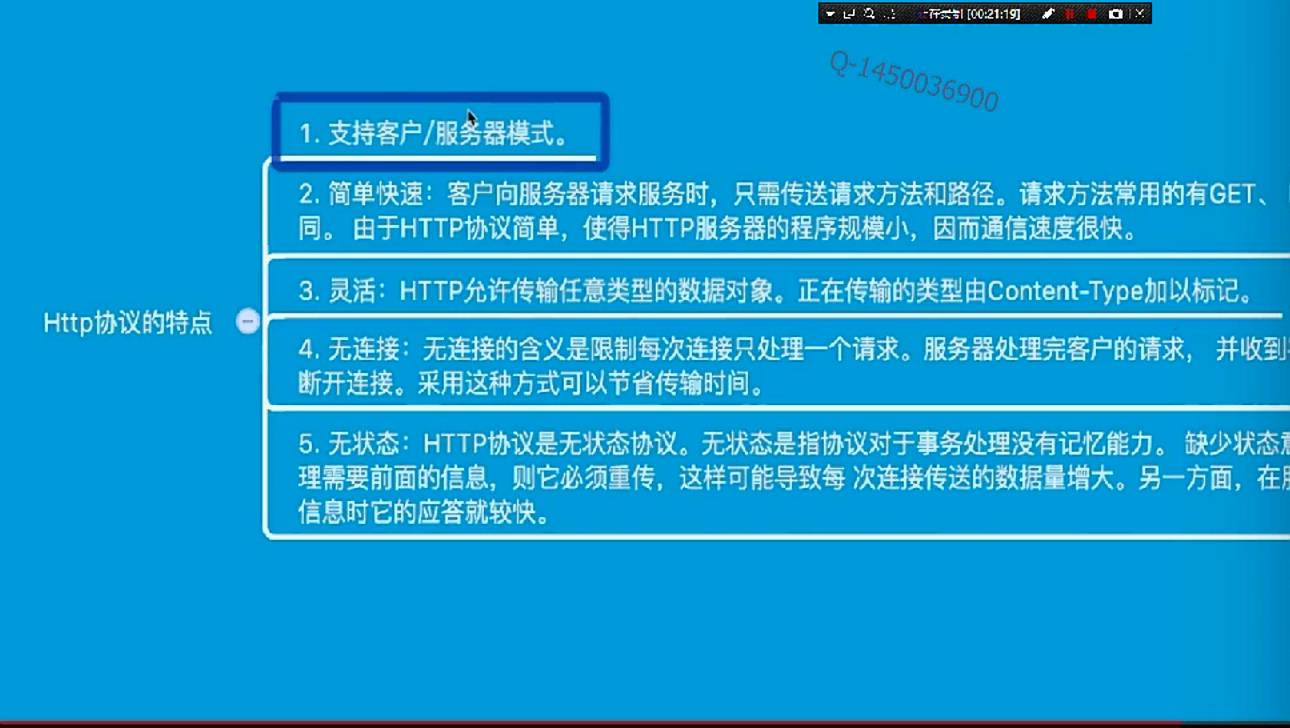 [00:21:19]
Q-1450036900
1. 支持客户/服务器模式。
2. 简单快速：客户向服务器请求服务时，只需传送请求方法和路径。请求方法常用的有GET、
同。 由于HTTP协议简单，使得HTTP服务器的程序规模小，因而通信速度很快。
3. 灵活：HTTP允许传输任意类型的数据对象。正在传输的类型由Content-Type加以标记。
Http协议的特点
4. 无连接：无连接的含义是限制每次连接只处理一个请求。服务器处理完客户的请求， 并收到
断开连接。采用这种方式可以节省传输时间。
5. 无状态：HTTP协议是无状态协议。无状态是指协议对于事务处理没有记忆能力。 缺少状态
理需要前面的信息，则它必须重传，这样可能导致每 次连接传送的数据量增大。另一方面，在
信息时它的应答就较快。